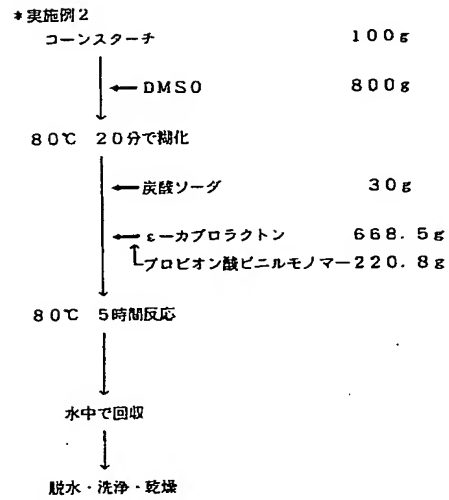 *実施例2
コーンスターチ 100g
DMSO 800g
80℃ 20分で糊化
炭酸ソーダ 30g
ε-カプロラクトン 668.5g
プロピオン酸ビニルモノマー220.8g
80℃ 5時間反応
水中で回収
脱水・洗浄・乾燥